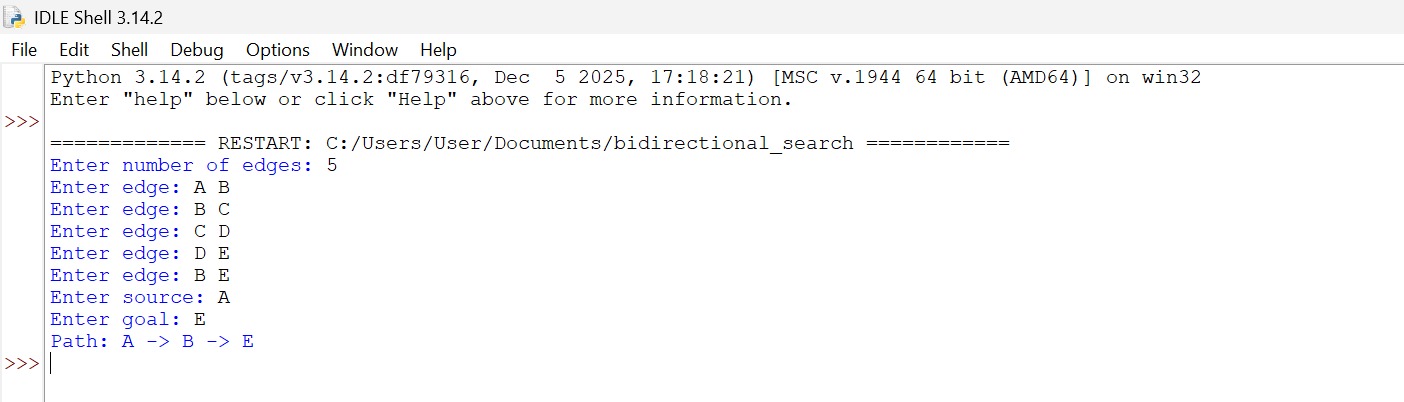 IDLE Shell 3.14.2
File Edit Shell Debug Options Window Help
Python 3.14.2 (tags/v3.14.2:df79316, Dec  5 2025, 17:18:21) [MSC v.1944 64 bit (AMD64)] on win32
Enter "help" below or click "Help" above for more information.
>>>
============= RESTART: C:/Users/User/Documents/bidirectional_search ============
Enter number of edges: 5
Enter edge: A B
Enter edge: B C
Enter edge: C D
Enter edge: D E
Enter edge: B E
Enter source: A
Enter goal: E
Path: A -> B -> E
>>>